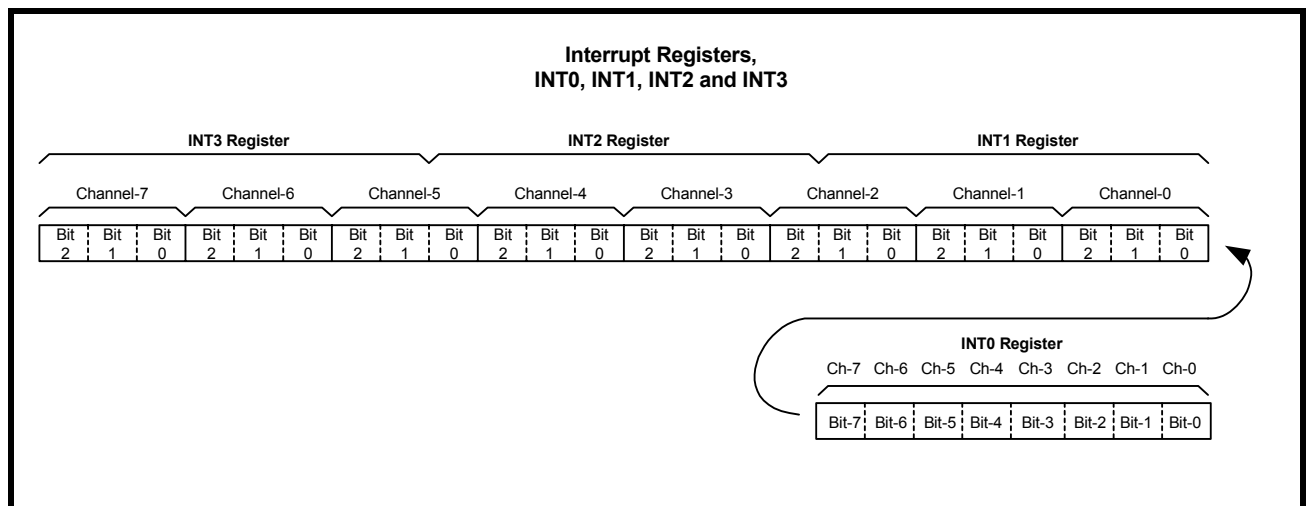 Interrupt Registers,
INT0, INT1, INT2 and INT3
INT3 Register INT2 Register INT1 Register
Channel-7 Channel-6 Channel-5 Channel-4 Channel-3 Channel-2 Channel-1 Channel-0
Bit Bit Bit Bit Bit Bit Bit Bit Bit Bit Bit Bit Bit Bit Bit Bit Bit Bit Bit Bit Bit Bit Bit Bit
2 1 0 2 1 0 2 1 0 2 1 0 2 1 0 2 1 0 2 1 0 2 1 0
INT0 Register
Ch-7 Ch-6 Ch-5 Ch-4 Ch-3 Ch-2 Ch-1 Ch-0
Bit-7 Bit-6 Bit-5 Bit-4 Bit-3 Bit-2 Bit-1 Bit-0